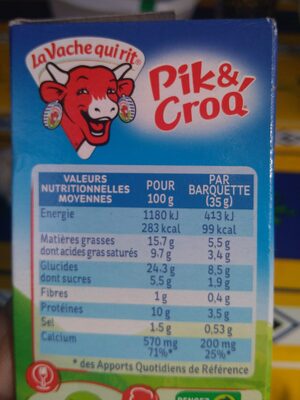 La Vache qui rit®
Pik&
Croq'
VALEURS NUTRITIONNELLES MOYENNES POUR 100 g PAR BARQUETTE (35 g)
Energie 1180 kJ 413 kJ
283 kcal 99 kcal
Matières grasses 15.7 g 5,5 g
dont acides gras saturés 9.7 g 3,4 g
Glucides 24.3 g 8,5 g
dont sucres 5,5 g 1.9 g
Fibres 1 g 0,4 g
Protéines 10 g 3,5 g
Sel 1.5 g 0,53 g
Calcium 570 mg 200 mg
71%* 25%*
* des Apports Quotidiens de Référence